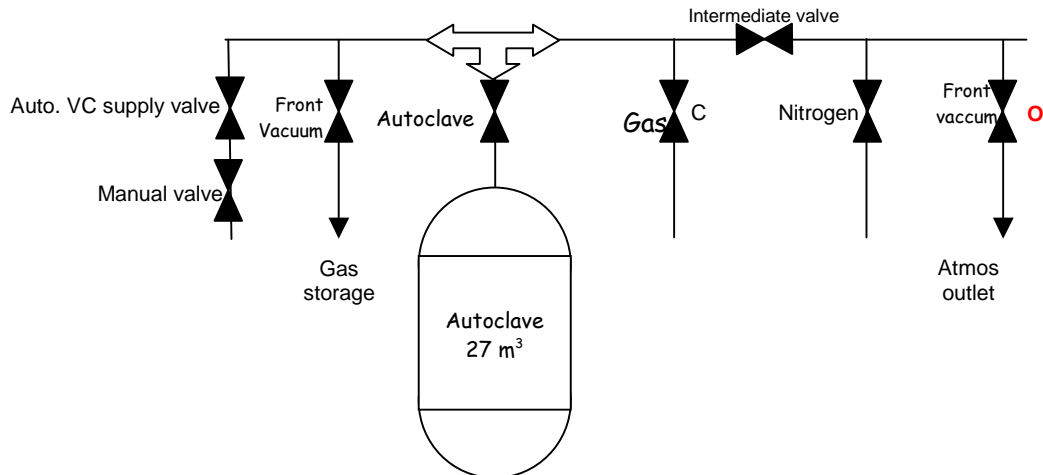 Intermediate valve
Auto. VC supply valve
Front
Vacuum
Autoclave
Gas
C
Nitrogen
Front
vaccum
O
Manual valve
Gas
storage
Atmos
outlet
Autoclave
27 m³